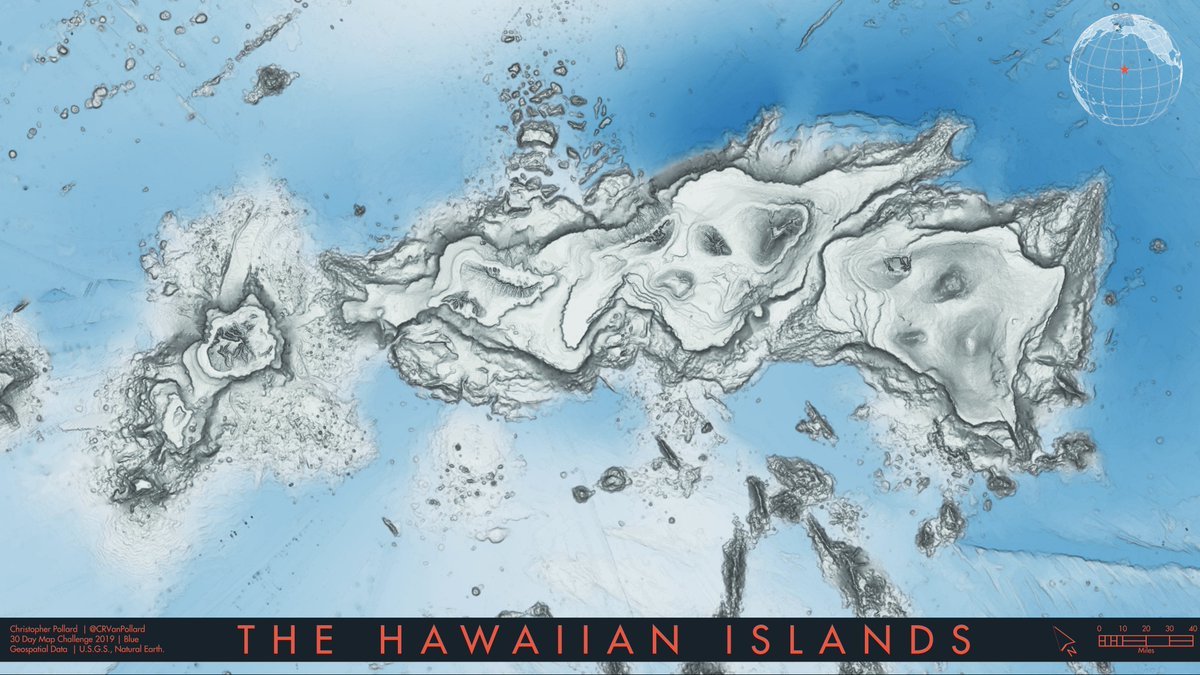 Christopher Pollard | @CRVanPollard
30 Day Map Challenge 2019 | Blue
Geospatial Data | U.S.G.S., Natural Earth.
THE HAWAIIAN ISLANDS
N
0 10 20 30 40
Miles